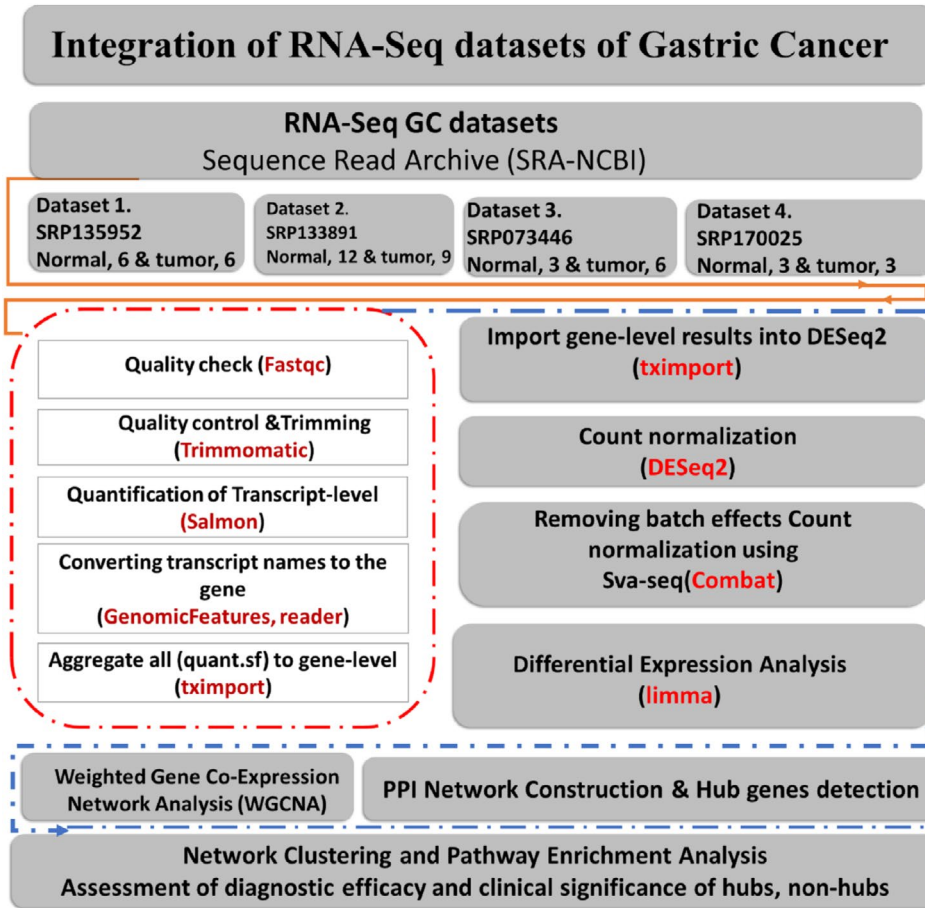 Integration of RNA-Seq datasets of Gastric Cancer
RNA-Seq GC datasets
Sequence Read Archive (SRA-NCBI)
Dataset 1.
SRP135952
Normal, 6 & tumor, 6
Dataset 2.
SRP133891
Normal, 12 & tumor, 9
Dataset 3.
SRP073446
Normal, 3 & tumor, 6
Dataset 4.
SRP170025
Normal, 3 & tumor, 3
Quality check (Fastqc)
Quality control &Trimming
(Trimmomatic)
Quantification of Transcript-level
(Salmon)
Converting transcript names to the
gene
(GenomicFeatures, reader)
Aggregate all (quant.sf) to gene-level
(tximport)
Import gene-level results into DESeq2
(tximport)
Count normalization
(DESeq2)
Removing batch effects Count
normalization using
Sva-seq(Combat)
Differential Expression Analysis
(limma)
Weighted Gene Co-Expression
Network Analysis (WGCNA)
PPI Network Construction & Hub genes detection
Network Clustering and Pathway Enrichment Analysis
Assessment of diagnostic efficacy and clinical significance of hubs, non-hubs